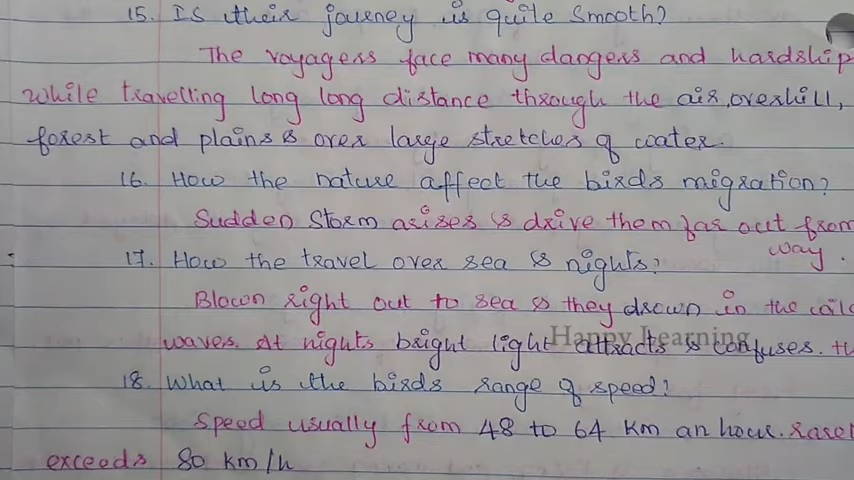 15. Is their journey is quite smooth?
The voyagers face many dangers and hardship
while travelling long long distance through the air, overhill,
forest and plains & over large stretches of water.
16. How the nature affect the birds migration?
Sudden storm arises & drive them far out from
way.
17. How the travel over sea & nights?
Blown right out to sea & they drown in the
waves. At nights bright light attracts & confuses.
Happy Learning
18. What is the birds range of speed?
Speed usually from 48 to 64 km an hour.
exceeds 80 km/h